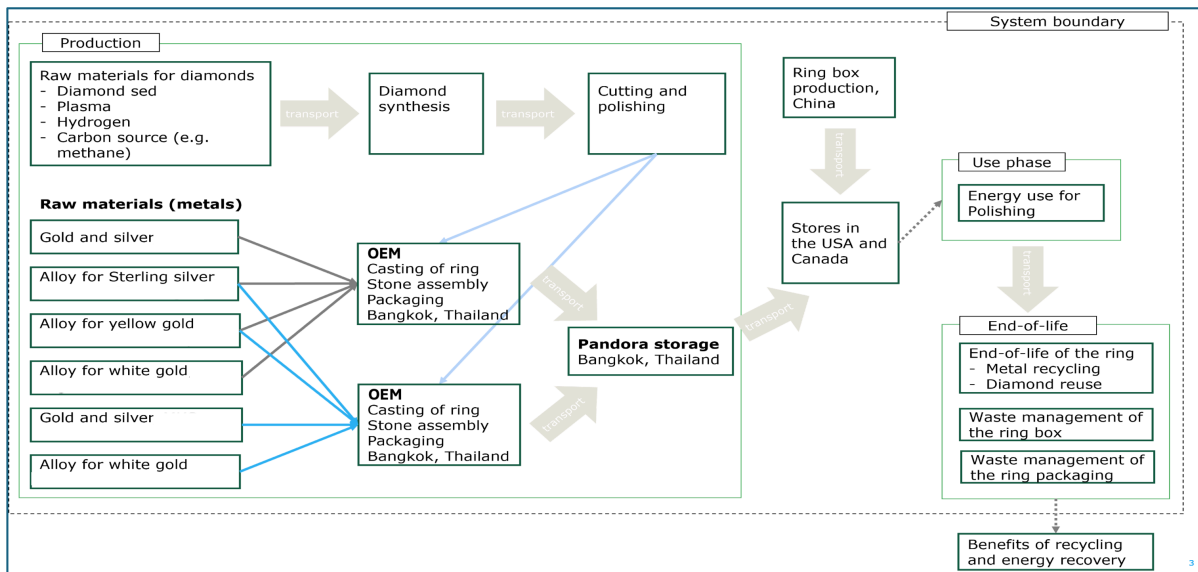 System boundary
Production
Raw materials for diamonds
- Diamond sed
- Plasma
- Hydrogen
- Carbon source (e.g.
methane)
transport
Diamond
synthesis
transport
Cutting and
polishing
Ring box
production,
China
transport
Raw materials (metals)
Gold and silver
Alloy for Sterling silver
Alloy for yellow gold
Alloy for white gold
Gold and silver
Alloy for white gold
OEM
Casting of ring
Stone assembly
Packaging
Bangkok, Thailand
transport
OEM
Casting of ring
Stone assembly
Packaging
Bangkok, Thailand
transport
Pandora storage
Bangkok, Thailand
transport
Stores in
the USA and
Canada
Use phase
Energy use for
Polishing
transport
End-of-life
End-of-life of the ring
- Metal recycling
- Diamond reuse
Waste management of
the ring box
Waste management of
the ring packaging
Benefits of recycling
and energy recovery
3